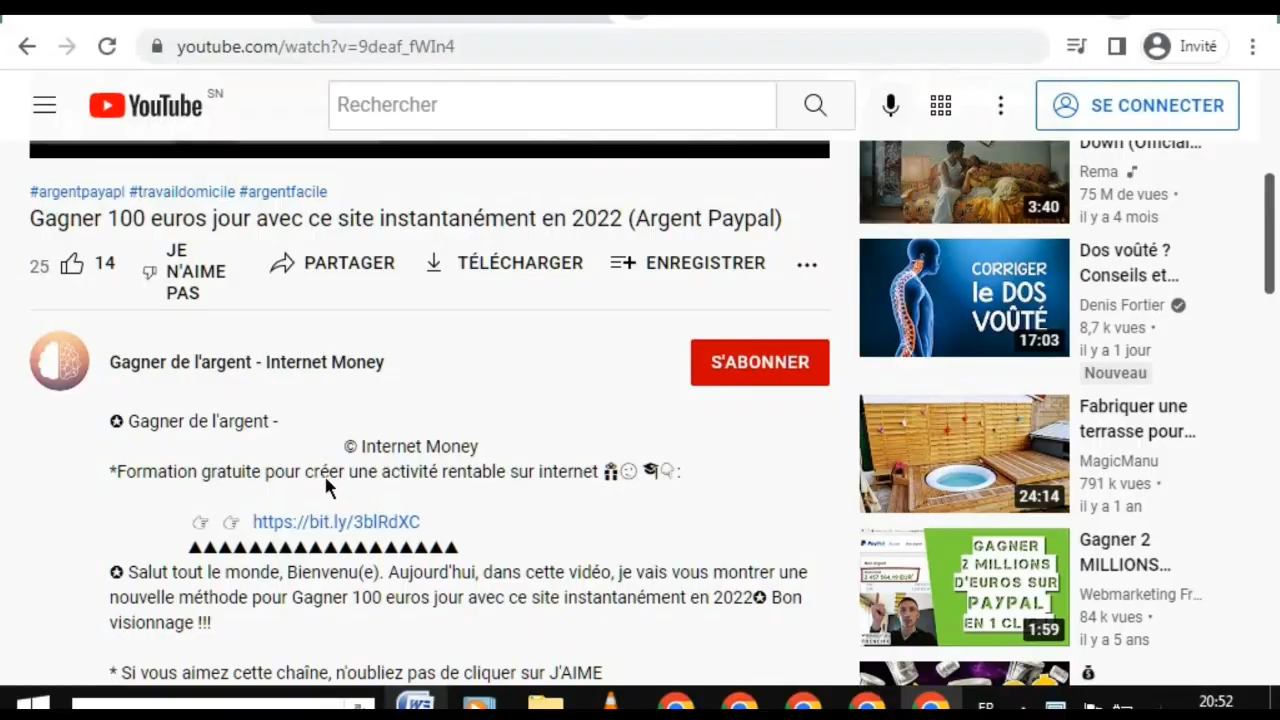 youtube.com/watch?v=9deaf_fWIn4
Invité
YouTube SN
Rechercher
SE CONNECTER
#argentpayapl #travaildomicile #argentfacile
Gagner 100 euros jour avec ce site instantanément en 2022 (Argent Paypal)
25
14
JE
N'AIME
PAS
PARTAGER
TÉLÉCHARGER
ENREGISTRER
Gagner de l'argent - Internet Money
S'ABONNER
✪ Gagner de l'argent -
© Internet Money
*Formation gratuite pour créer une activité rentable sur internet
https://bit.ly/3blRdXC
▲▲▲▲▲▲▲▲▲▲▲▲▲▲▲▲▲▲
✪ Salut tout le monde, Bienvenu(e). Aujourd'hui, dans cette vidéo, je vais vous montrer une
nouvelle méthode pour Gagner 100 euros jour avec ce site instantanément en 2022✪ Bon
visionnage !!!
* Si vous aimez cette chaîne, n'oubliez pas de cliquer sur J'AIME
Down (Official...
Rema
75 M de vues •
il y a 4 mois
3:40
CORRIGER
le DOS
VOÛTÉ
17:03
Dos voûté ?
Conseils et...
Denis Fortier
8,7 k vues •
il y a 1 jour
Nouveau
24:14
Fabriquer une
terrasse pour...
MagicManu
791 k vues •
il y a 1 an
GAGNER
2 MILLIONS
D'EUROS SUR
PAYPAL
EN 1 CL
1:59
Gagner 2
MILLIONS...
Webmarketing Fr...
84 k vues •
il y a 5 ans
FR
20:52